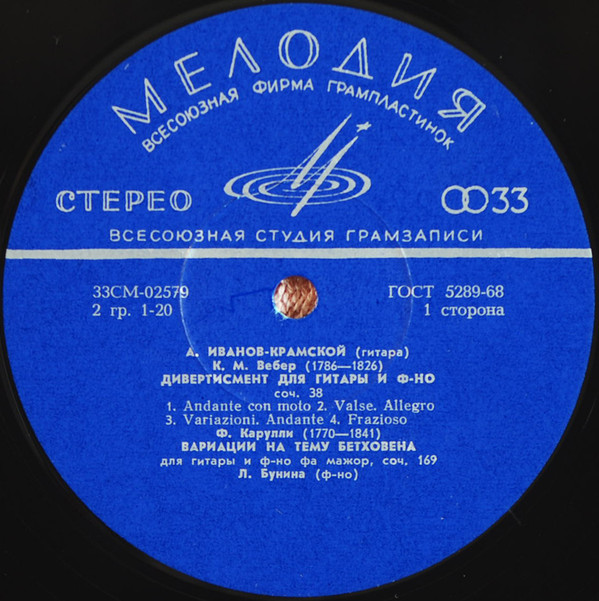 МЕЛОДИЯ
ВСЕСОЮЗНАЯ ФИРМА ГРАМПЛАСТИНОК
СТЕРЕО
33
ВСЕСОЮЗНАЯ СТУДИЯ ГРАМЗАПИСИ
33СМ-02579
ГОСТ 5289-68
2 гр. 1-20
1 сторона
А. ИВАНОВ-КРАМСКОЙ (гитара)
К. М. Вебер (1786—1826)
ДИВЕРТИСМЕНТ ДЛЯ ГИТАРЫ И Ф-НО
соч. 38
1. Andante con moto 2. Valse. Allegro
3. Variazioni. Andante 4. Frazioso
Ф. Карулли (1770—1841)
ВАРИАЦИИ НА ТЕМУ БЕТХОВЕНА
для гитары и ф-но фа мажор, соч. 169
Л. Бунина (ф-но)